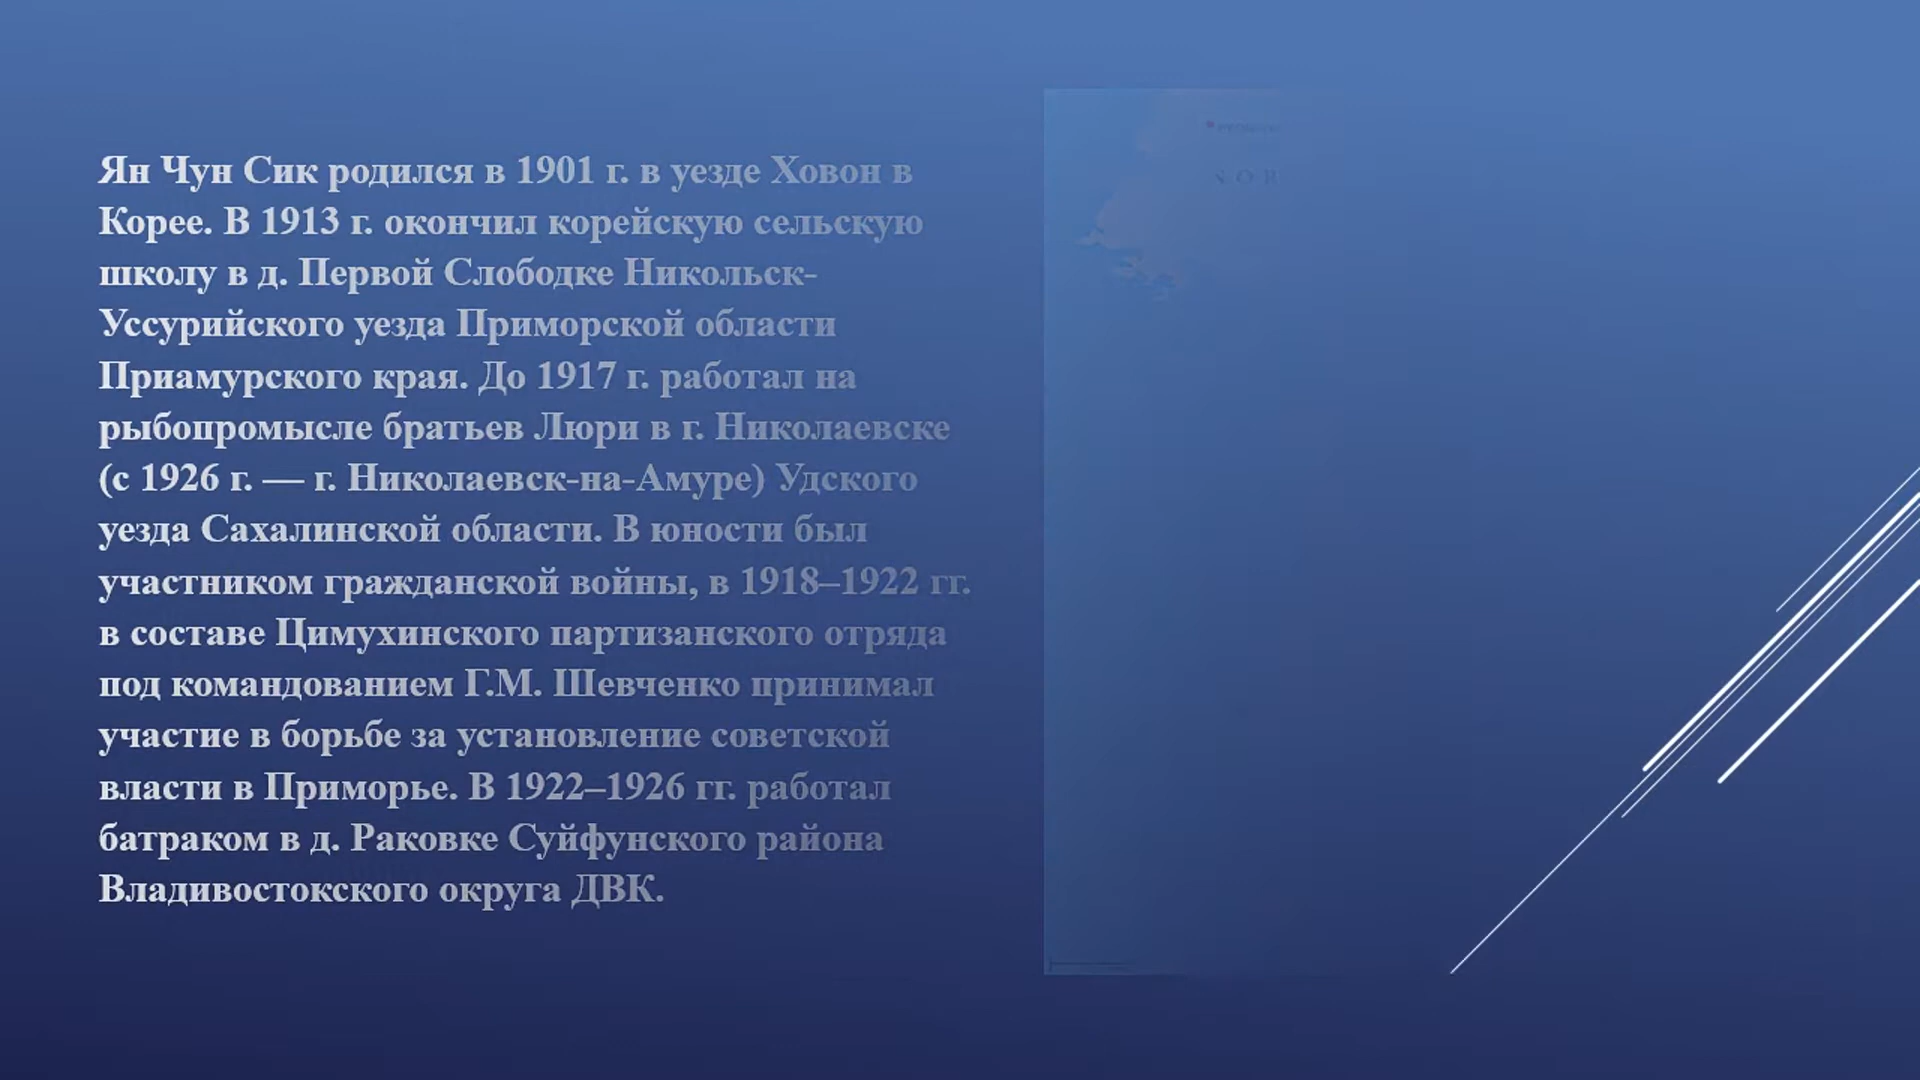 Ян Чун Сик родился в 1901 г. в уезде Ховон в
Корее. В 1913 г. окончил корейскую сельскую
школу в д. Первой Слободке Никольск-
Уссурийского уезда Приморской области
Приамурского края. До 1917 г. работал на
рыбопромысле братьев Люри в г. Николаевске
(с 1926 г. — г. Николаевск-на-Амуре) Удского
уезда Сахалинской области. В юности был
участником гражданской войны, в 1918–1922 гг.
в составе Цимухинского партизанского отряда
под командованием Г.М. Шевченко принимал
участие в борьбе за установление советской
власти в Приморье. В 1922–1926 гг. работал
батраком в д. Раковке Суйфунского района
Владивостокского округа ДВК.
N O R